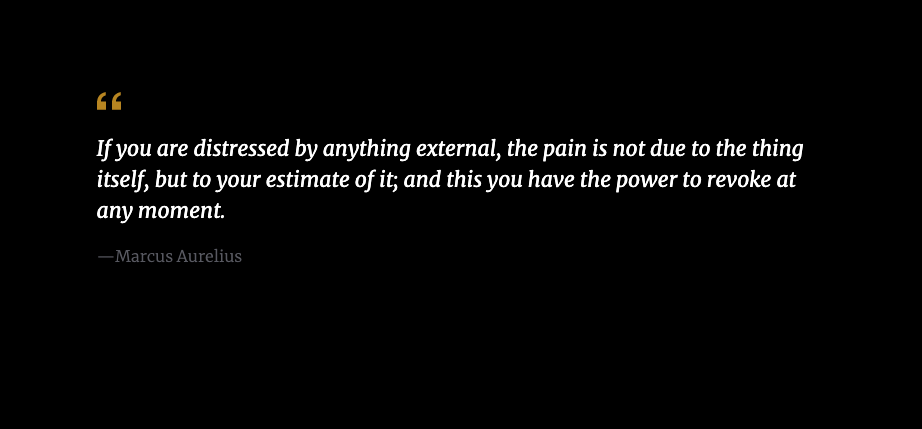 “
If you are distressed by anything external, the pain is not due to the thing
itself, but to your estimate of it; and this you have the power to revoke at
any moment.
—Marcus Aurelius